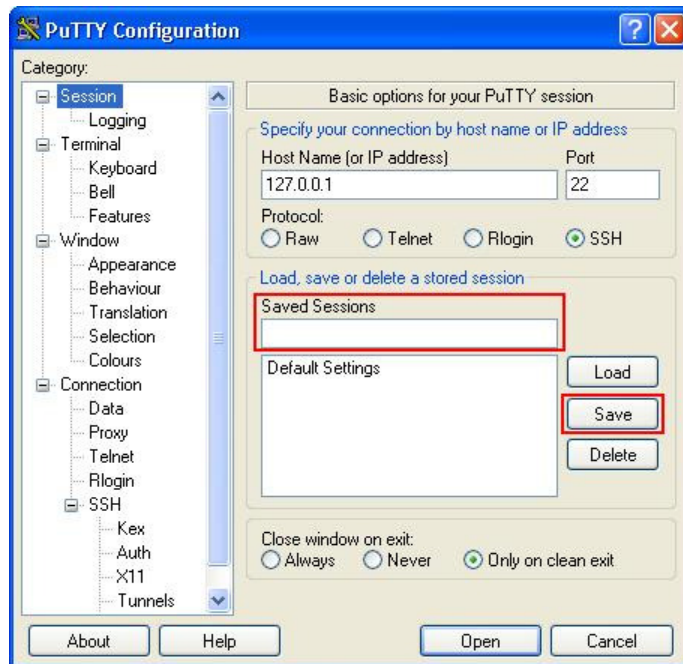 PuTTY Configuration
Category:
Session
Logging
Terminal
Keyboard
Bell
Features
Window
Appearance
Behaviour
Translation
Selection
Colours
Connection
Data
Proxy
Telnet
Rlogin
SSH
Kex
Auth
X11
Tunnels
Basic options for your PuTTY session
Specify your connection by host name or IP address
Host Name (or IP address) Port
127.0.0.1 22
Protocol:
Raw Telnet Rlogin SSH
Load, save or delete a stored session
Saved Sessions
Default Settings
Load
Save
Delete
Close window on exit:
Always Never Only on clean exit
About Help Open Cancel